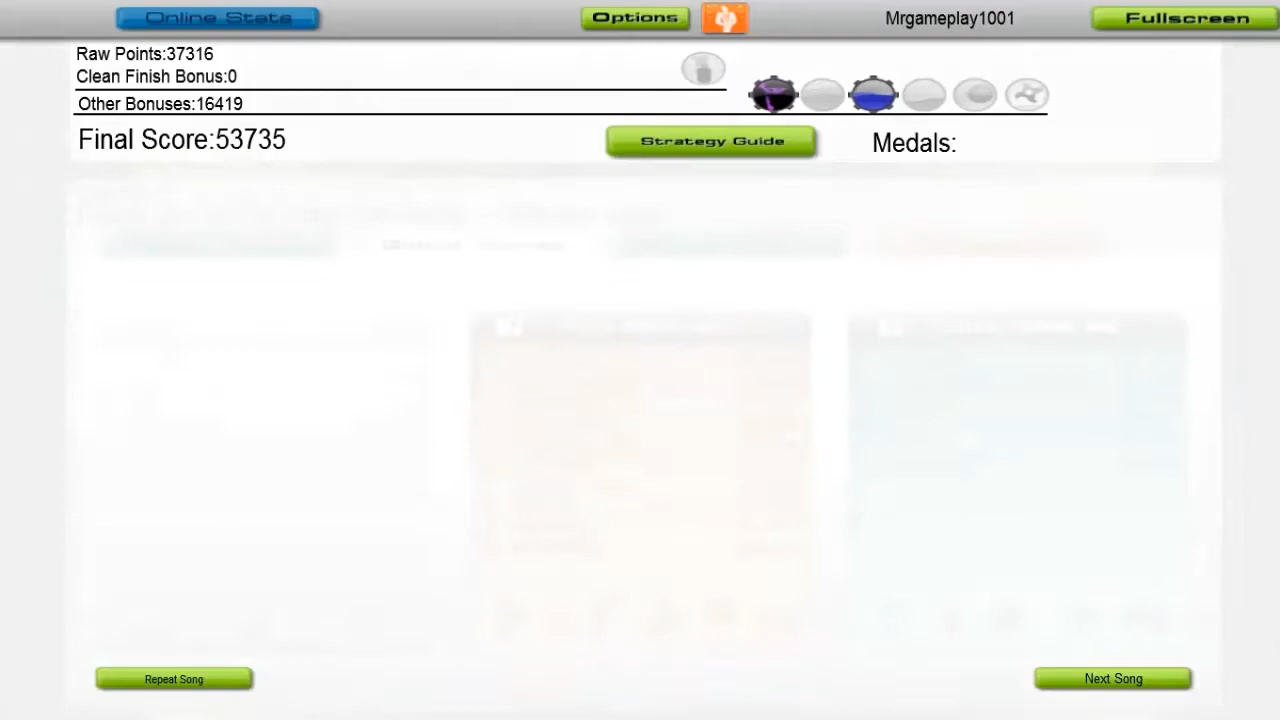 Online Stats
Options
Mrgameplay1001
Fullscreen
Raw Points:37316
Clean Finish Bonus:0
Other Bonuses:16419
Final Score:53735
Strategy Guide
Medals:
Repeat Song
Next Song